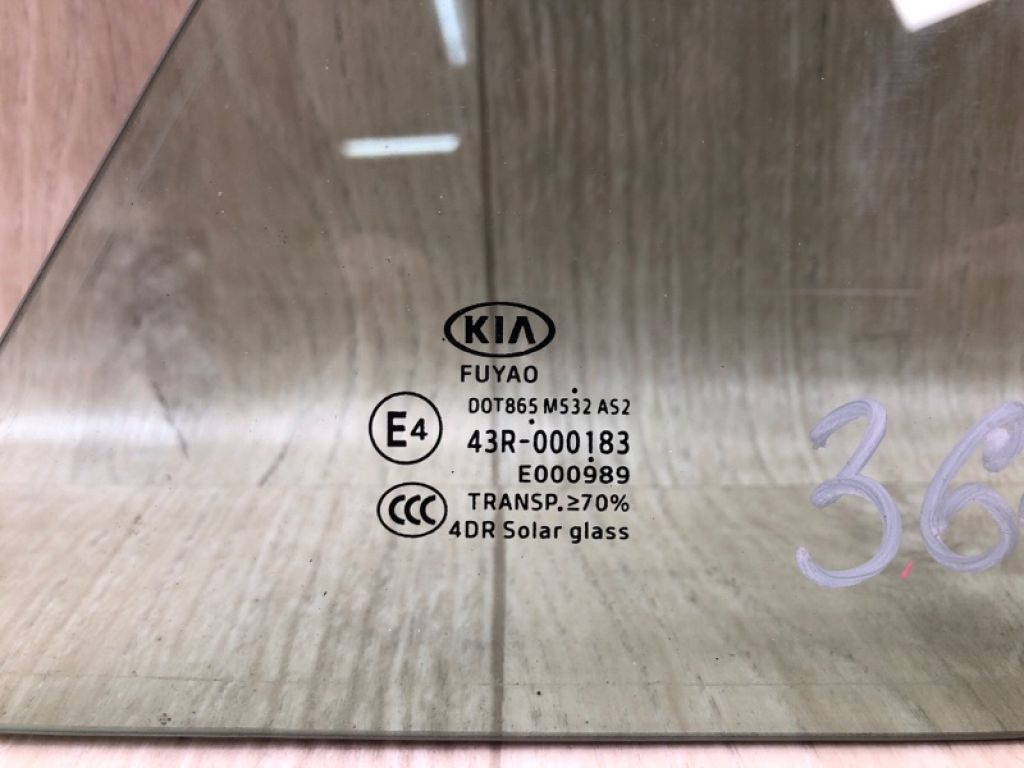 KIA
FUYAO
DOT865 M532 AS2
E4
43R-000183
E000989
CCC
TRANSP.≥70%
4DR Solar glass
36